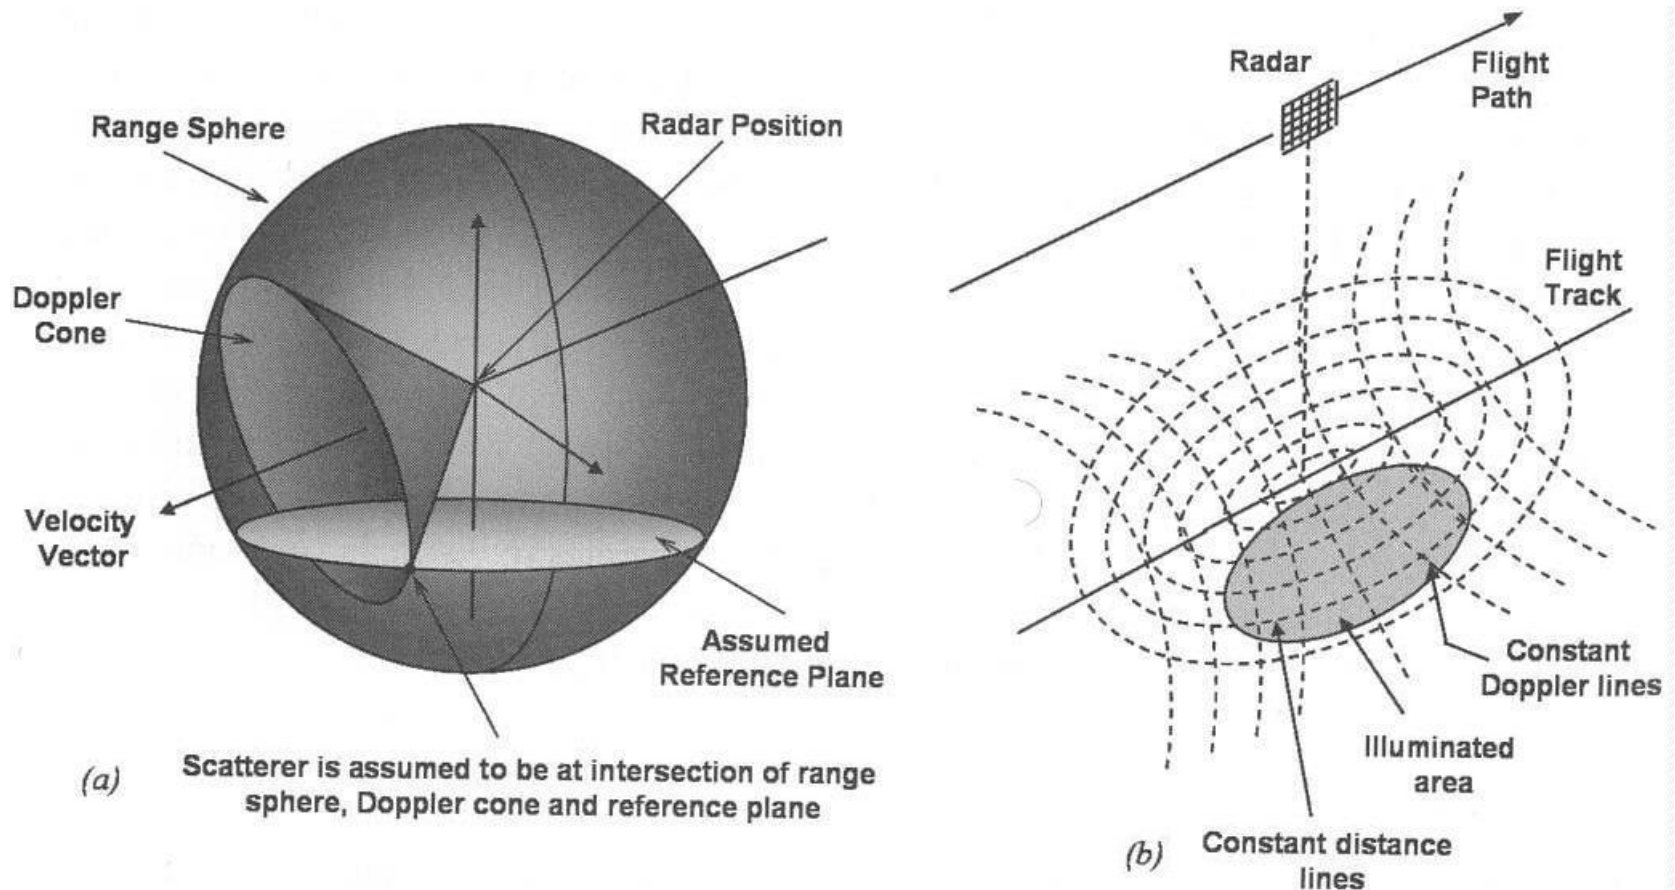 Range Sphere
Radar Position
Doppler
Cone
Velocity
Vector
Assumed
Reference Plane
(a)
Scatterer is assumed to be at intersection of range
sphere, Doppler cone and reference plane
Radar
Flight
Path
Flight
Track
Constant
Doppler lines
Illuminated
area
(b)
Constant distance
lines